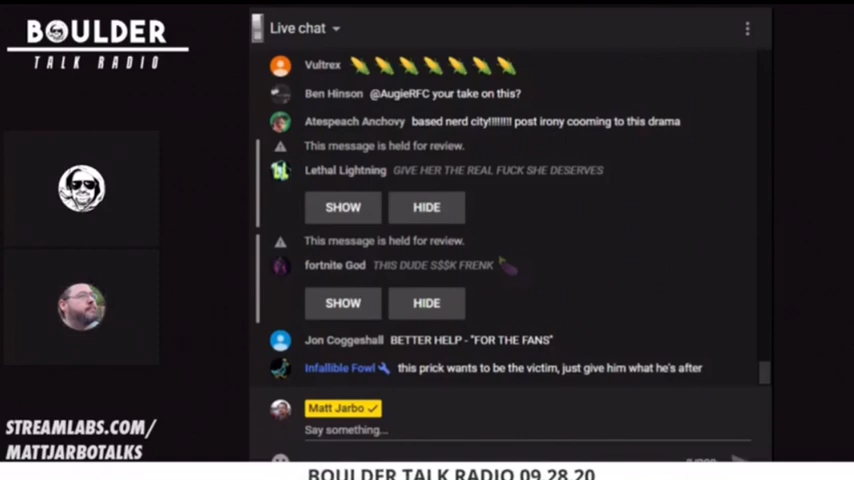 BOULDER
TALK RADIO
Live chat
Vultrex
Ben Hinson @AugieRFC your take on this?
Atespeach Anchovy based nerd city!!!!!!!! post irony cooming to this drama
This message is held for review.
Lethal Lightning GIVE HER THE REAL FUCK SHE DESERVES
SHOW HIDE
This message is held for review.
fortnite God THIS DUDE S$$K FRENK
SHOW HIDE
Jon Coggeshall BETTER HELP - "FOR THE FANS"
Infallible Fowl this prick wants to be the victim, just give him what he's after
Matt Jarbo
Say something...
STREAMLABS.COM/
MATTJARBOTALKS
BOULDER TALK RADIO 09.28.20